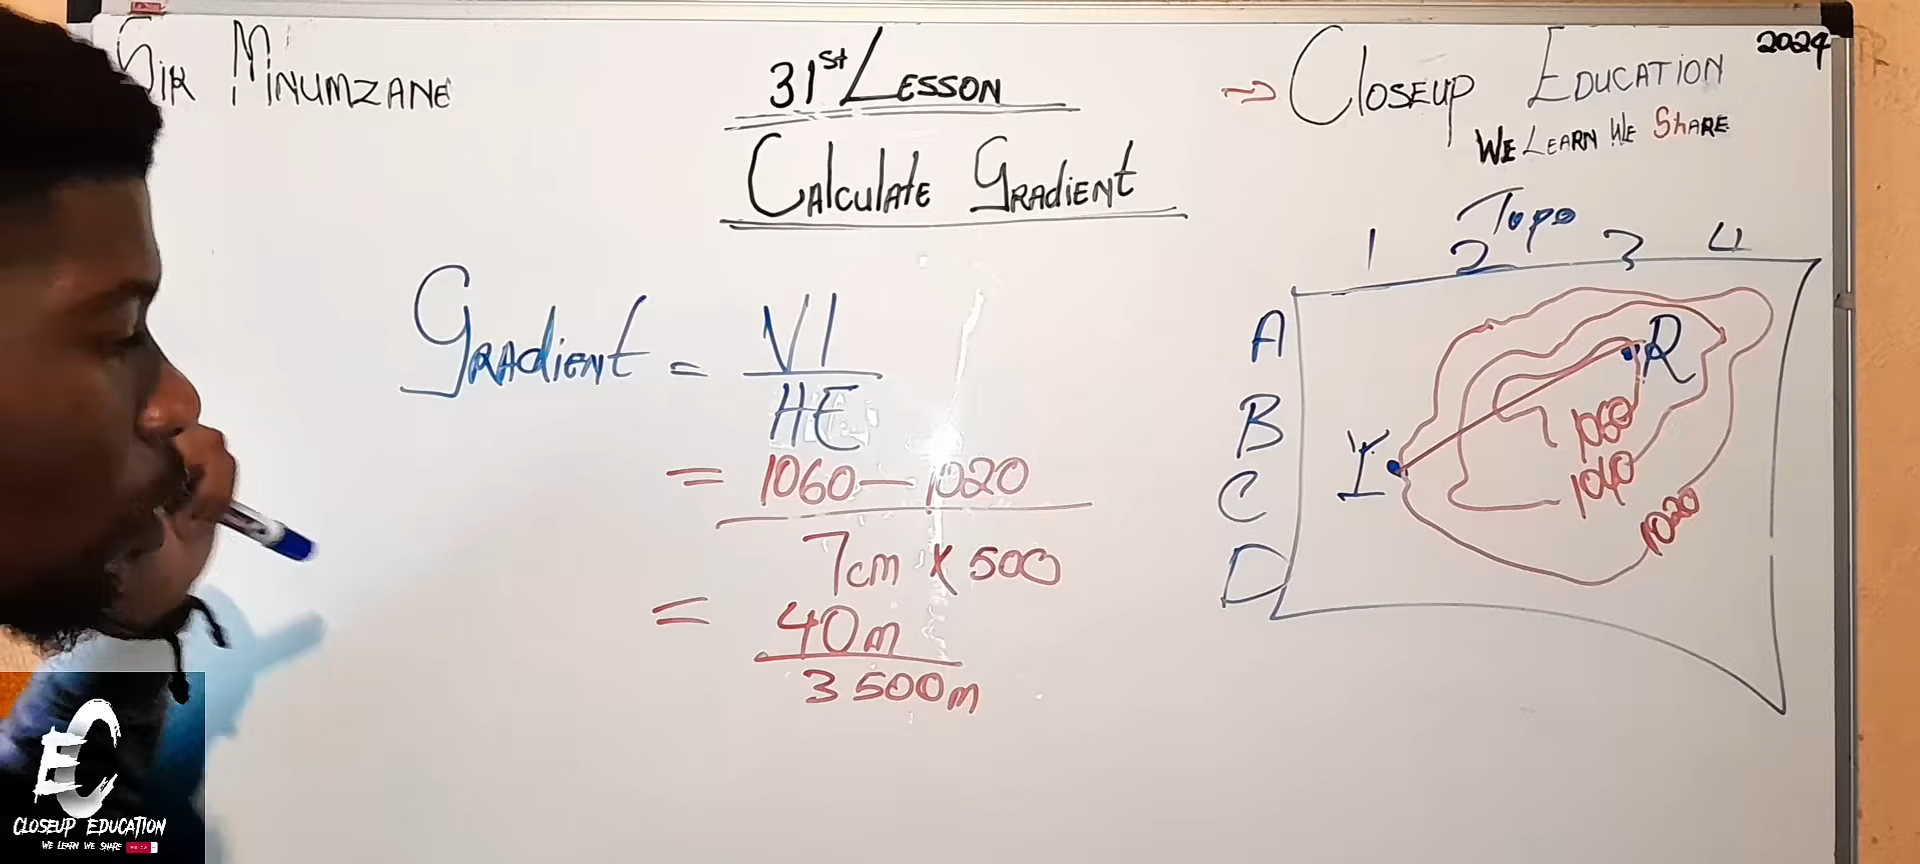 SIR MINUMZANE
31st LESSON
CALCULATE GRADIENT
→ CLOSEUP EDUCATION
2024
WE LEARN WE SHARE
GRADIENT = VI
HE
= 1060 - 1020
7cm x 500
= 40m
3 500m
Topo
1 2 3 4
A
B
C
D
R
I
1060
1040
1020
EC
CLOSEUP EDUCATION
WE LEARN WE SHARE